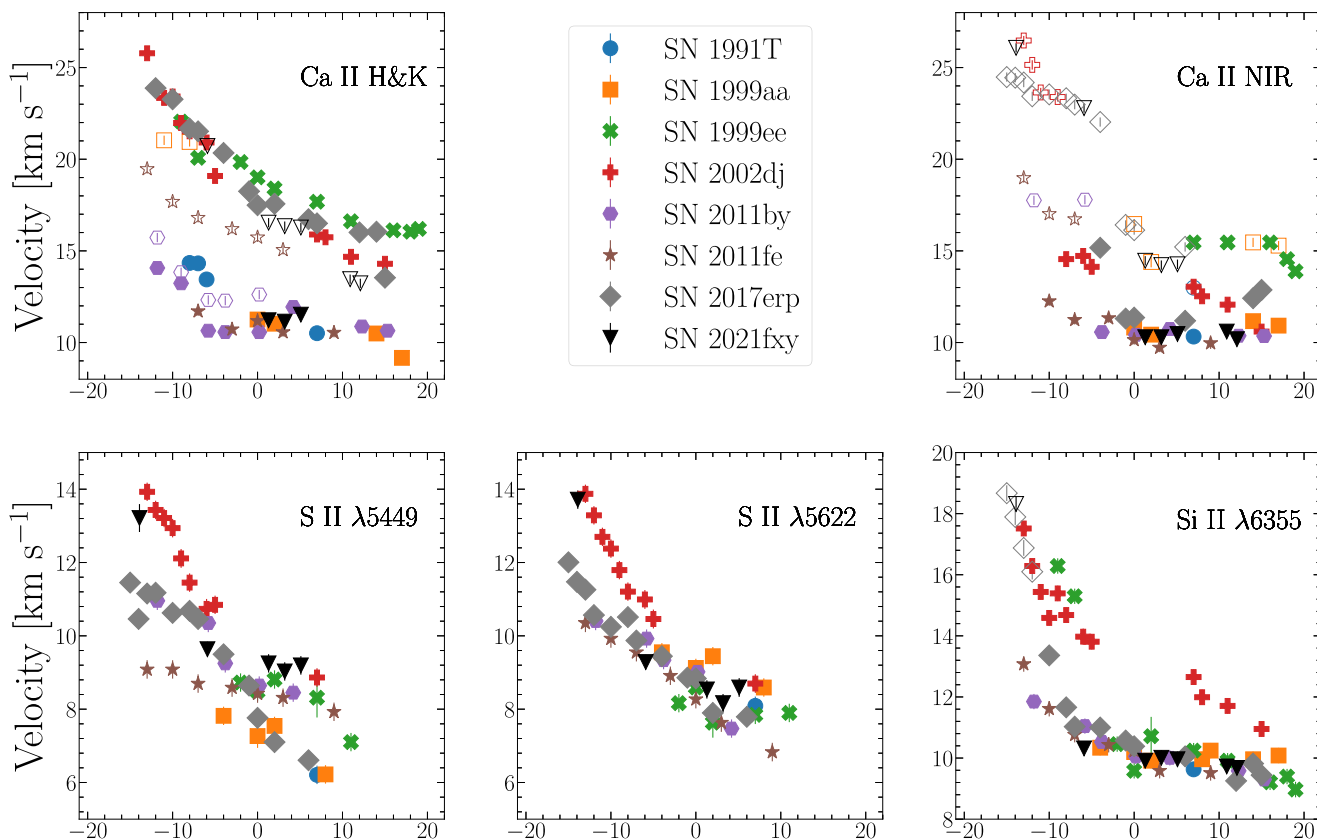 Velocity [km s−1]
25
20
15
10
−20 −10 0 10 20
Ca II H&K
SN 1991T
SN 1999aa
SN 1999ee
SN 2002dj
SN 2011by
SN 2011fe
SN 2017erp
SN 2021fxy
25
20
15
10
−20 −10 0 10 20
Ca II NIR
Velocity [km s−1]
14
12
10
8
6
−20 −10 0 10 20
S II λ5449
14
12
10
8
6
−20 −10 0 10 20
S II λ5622
20
18
16
14
12
10
8
−20 −10 0 10 20
Si II λ6355